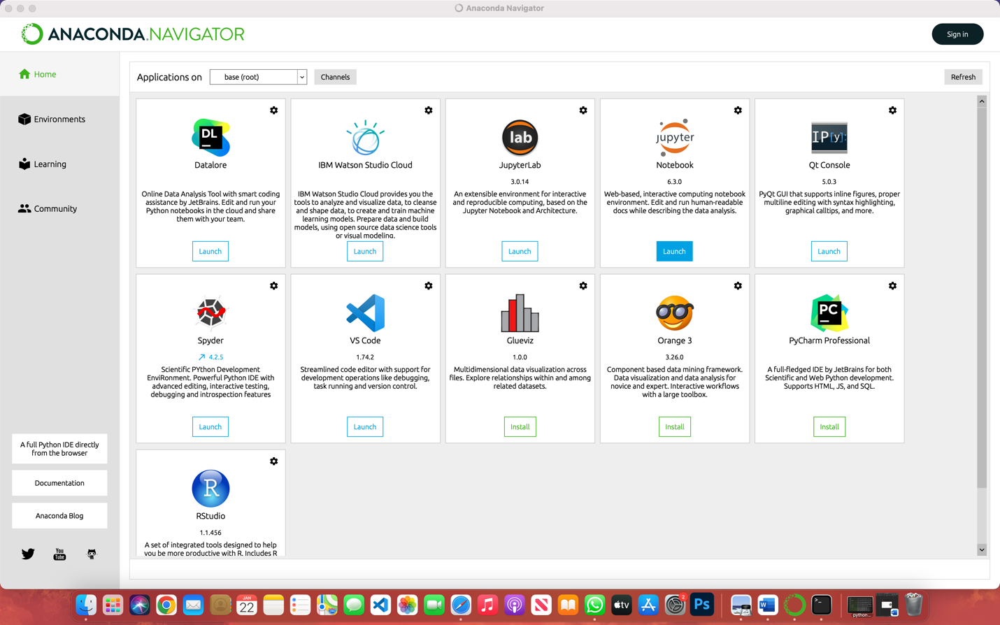 Anaconda Navigator
ANACONDA.NAVIGATOR
Sign in
Home
Environments
Learning
Community
A full Python IDE directly
from the browser
Documentation
Anaconda Blog
You
Tube
Applications on
base (root)
Channels
Refresh
DL
Datalore
Online Data Analysis Tool with smart coding
assistance by JetBrains. Edit and run your
Python notebooks in the cloud and share
them with your team.
Launch
IBM Watson Studio Cloud
IBM Watson Studio Cloud provides you the
tools to analyze and visualize data, to cleanse
and shape data, to create and train machine
learning models. Prepare data and build
models, using open source data science tools
or visual modeling.
Launch
lab
JupyterLab
3.0.14
An extensible environment for interactive
and reproducible computing, based on the
Jupyter Notebook and Architecture.
Launch
jupyter
Notebook
6.3.0
Web-based, interactive computing notebook
environment. Edit and run human-readable
docs while describing the data analysis.
Launch
IP[y]:
Qt Console
5.0.3
PyQt GUI that supports inline figures, proper
multiline editing with syntax highlighting,
graphical calltips, and more.
Launch
Spyder
4.2.5
Scientific PYthon Development
EnviRonment. Powerful Python IDE with
advanced editing, interactive testing,
debugging and introspection features
Launch
VS Code
1.74.2
Streamlined code editor with support for
development operations like debugging,
task running and version control.
Launch
Glueviz
1.0.0
Multidimensional data visualization across
files. Explore relationships within and among
related datasets.
Install
Orange 3
3.26.0
Component based data mining framework.
Data visualization and data analysis for
novice and expert. Interactive workflows
with a large toolbox.
Install
PC
PyCharm Professional
A full-fledged IDE by JetBrains for both
Scientific and Web Python development.
Supports HTML, JS, and SQL.
Install
R
RStudio
1.1.456
A set of integrated tools designed to help
you be more productive with R. Includes R
JAN
22
tv
2
Ps
W
python...